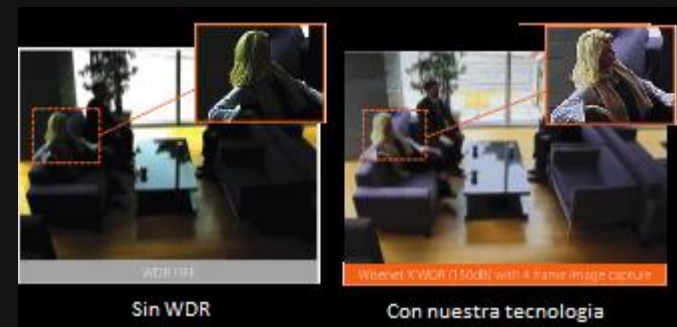 WDR OFF
Wisenet X WDR (150dB) with 4 frame image capture
Sin WDR
Con nuestra tecnologia